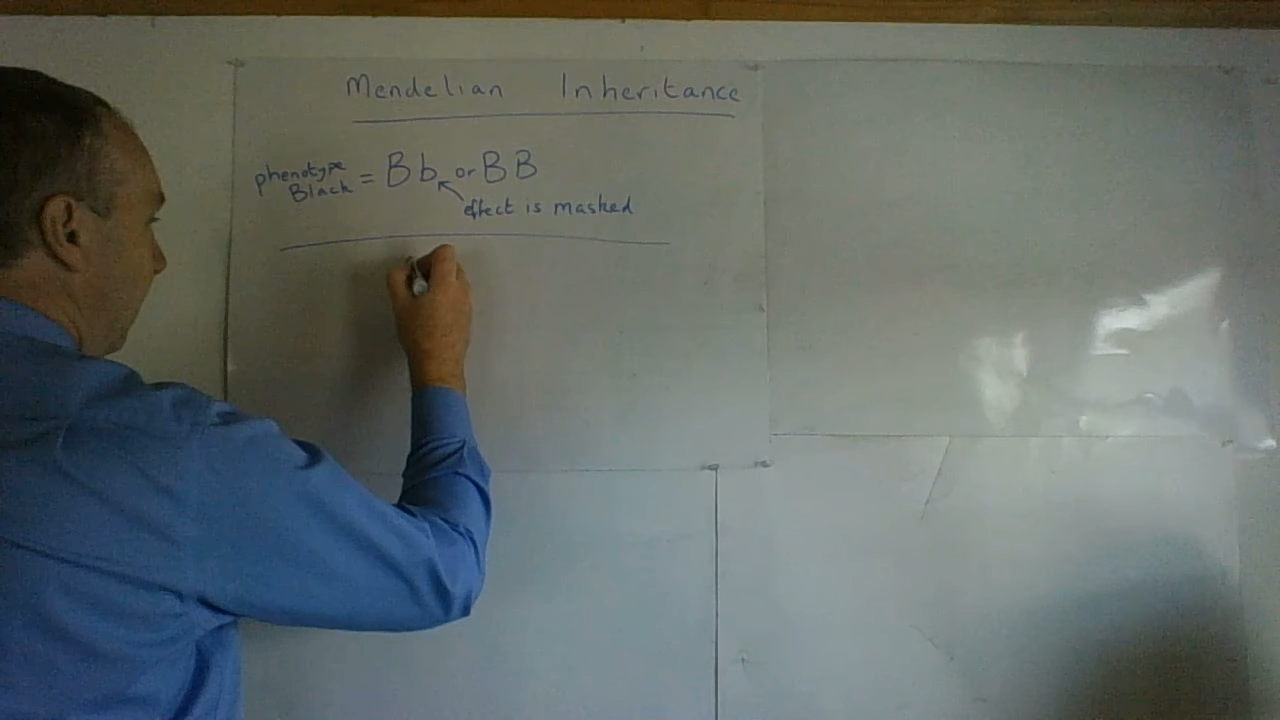 Mendelian Inheritance
phenotype
Black = Bb or BB
effect is masked